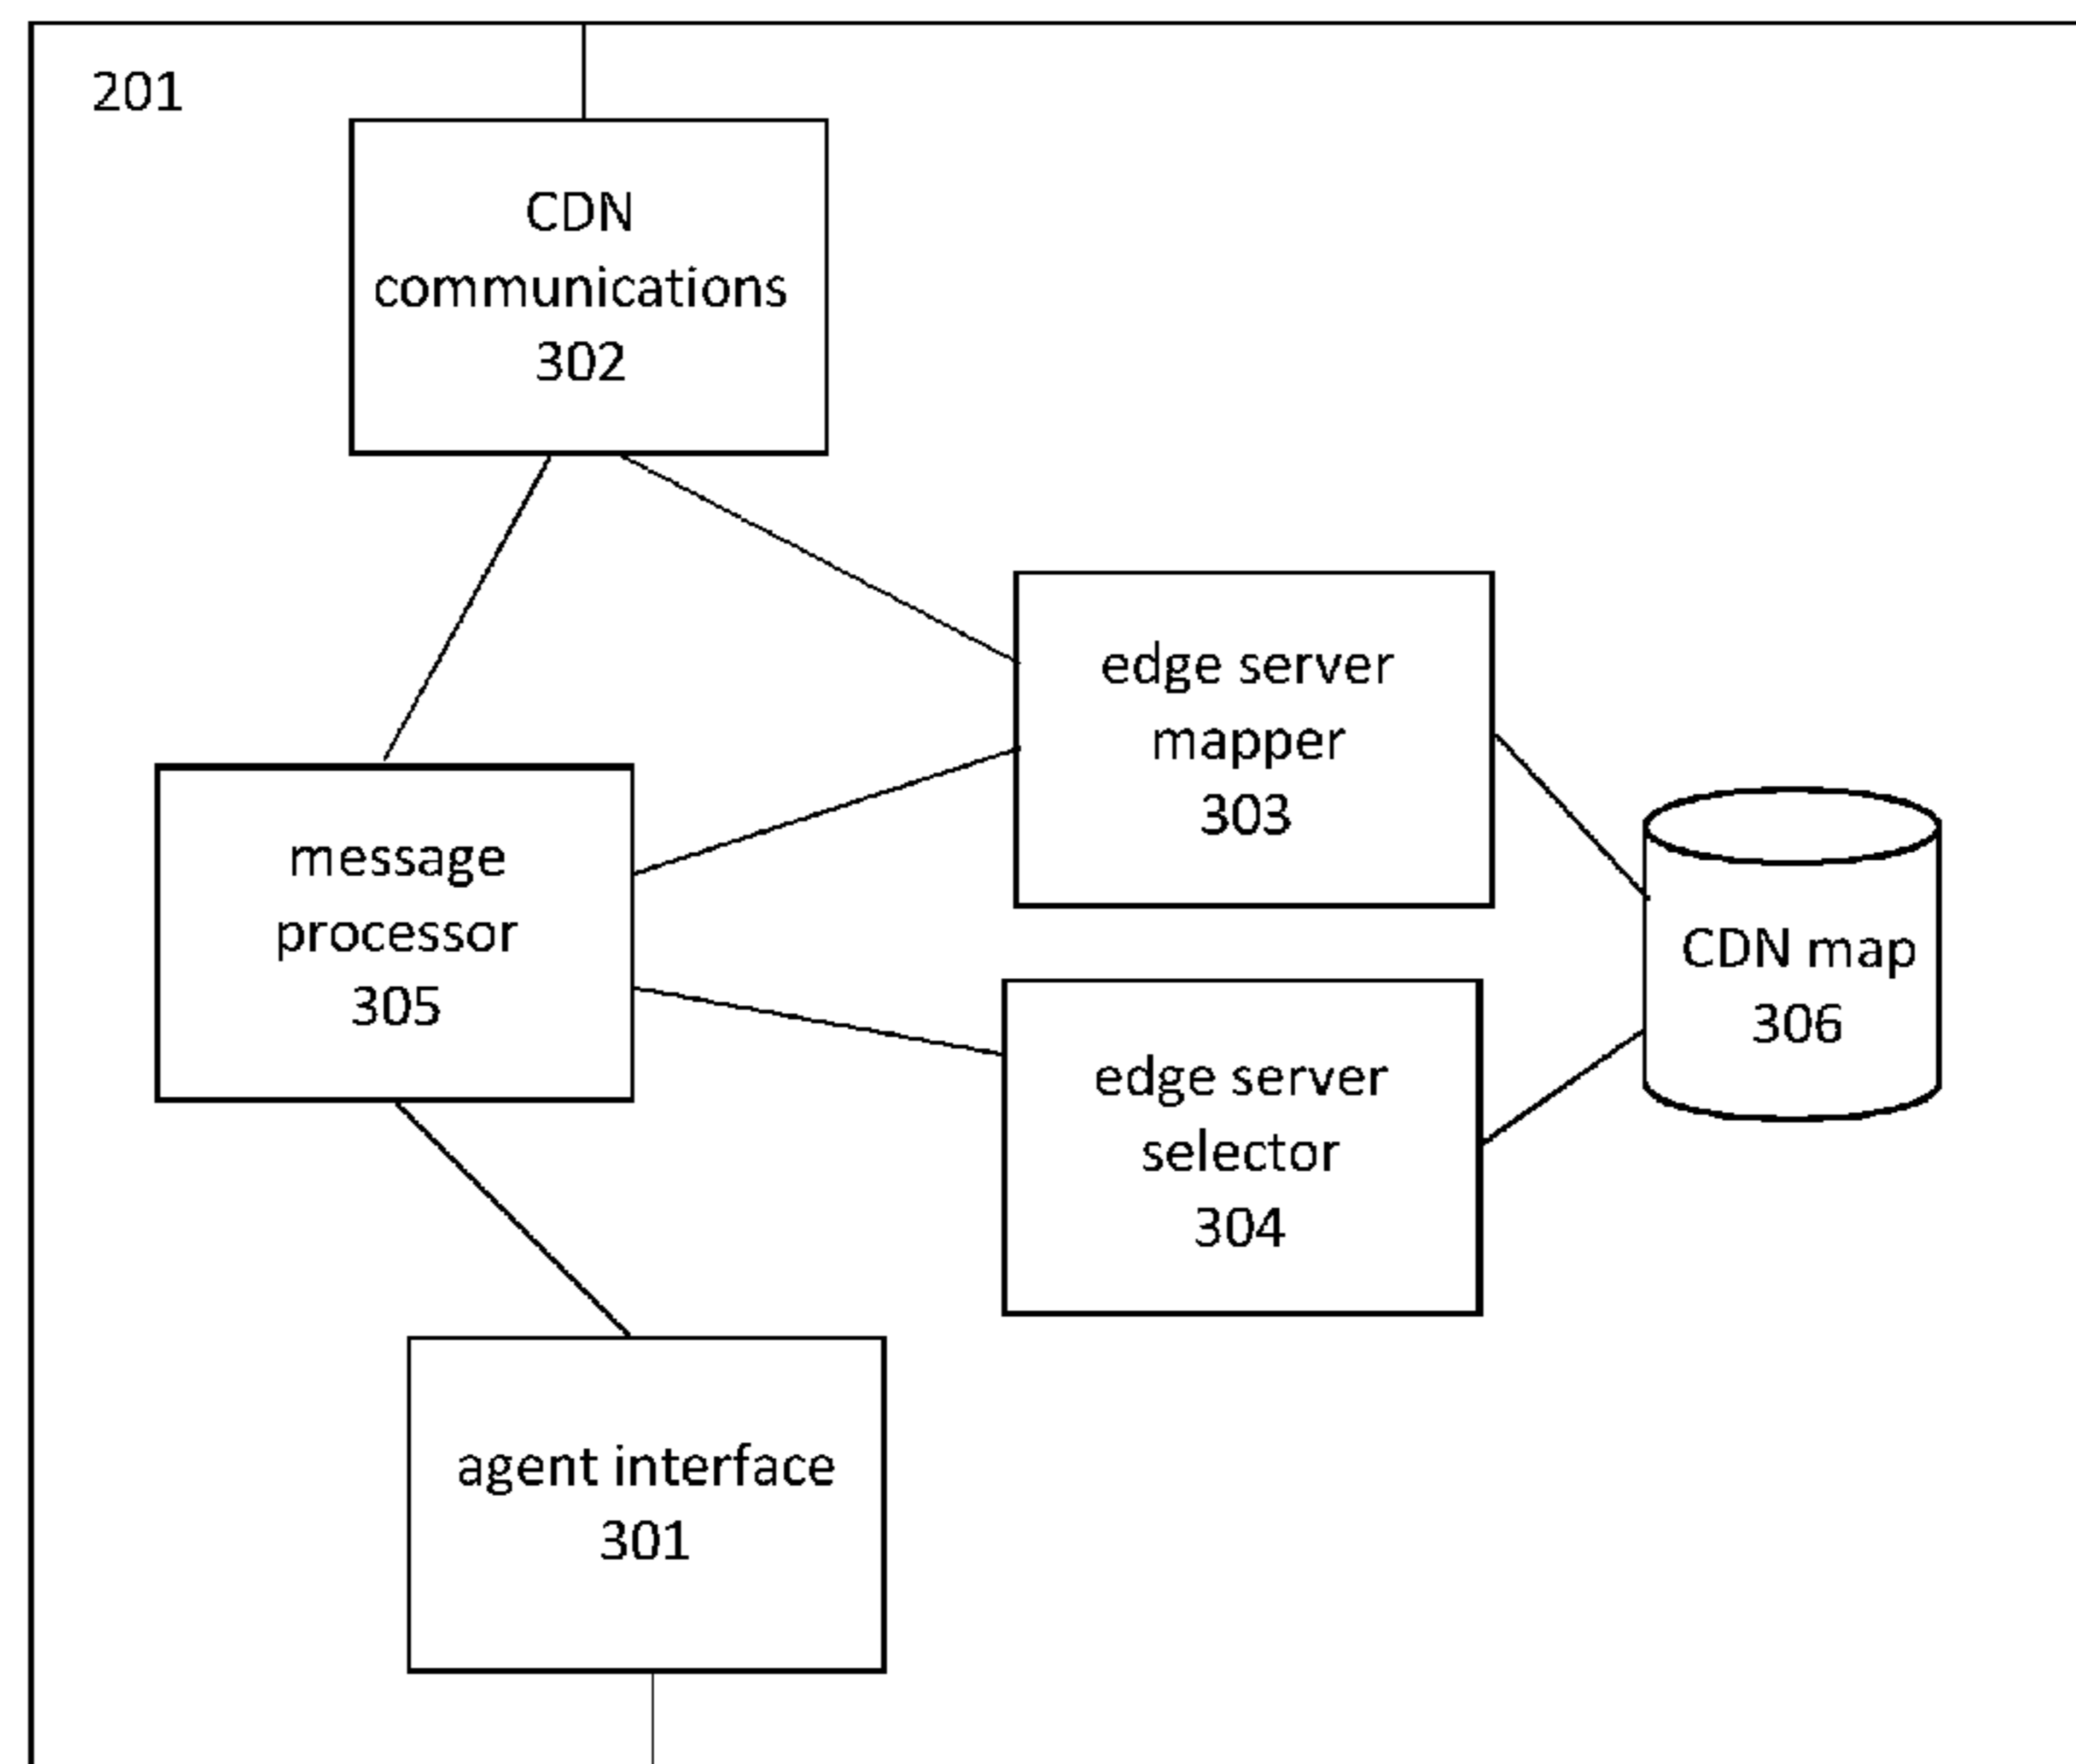 201
CDN
communications
302
edge server
mapper
303
message
processor
305
CDN map
306
edge server
selector
304
agent interface
301